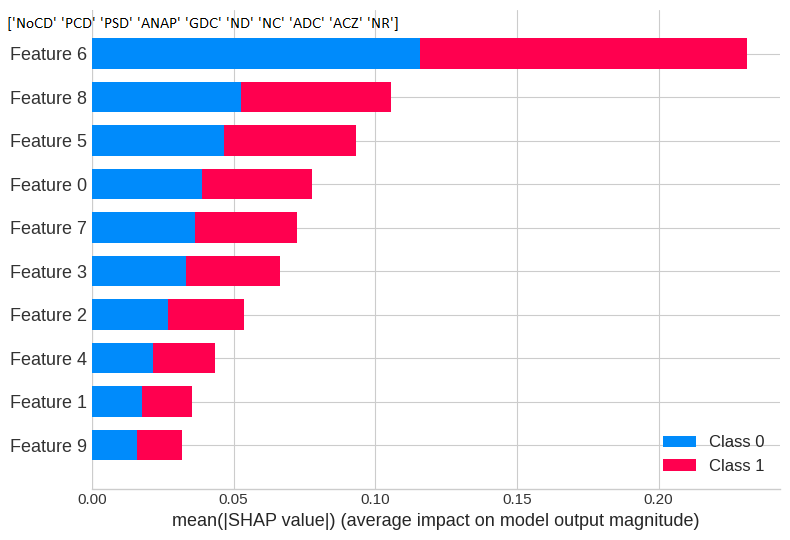 ['NoCD' 'PCD' 'PSD' 'ANAP' 'GDC' 'ND' 'NC' 'ADC' 'ACZ' 'NR']
Feature 6
Feature 8
Feature 5
Feature 0
Feature 7
Feature 3
Feature 2
Feature 4
Feature 1
Feature 9
Class 0
Class 1
0.00 0.05 0.10 0.15 0.20
mean(|SHAP value|) (average impact on model output magnitude)